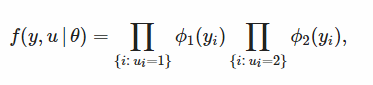 f(y, u | θ) = ∏_{{i: u_i=1}} ϕ_1(y_i) ∏_{{i: u_i=2}} ϕ_2(y_i),